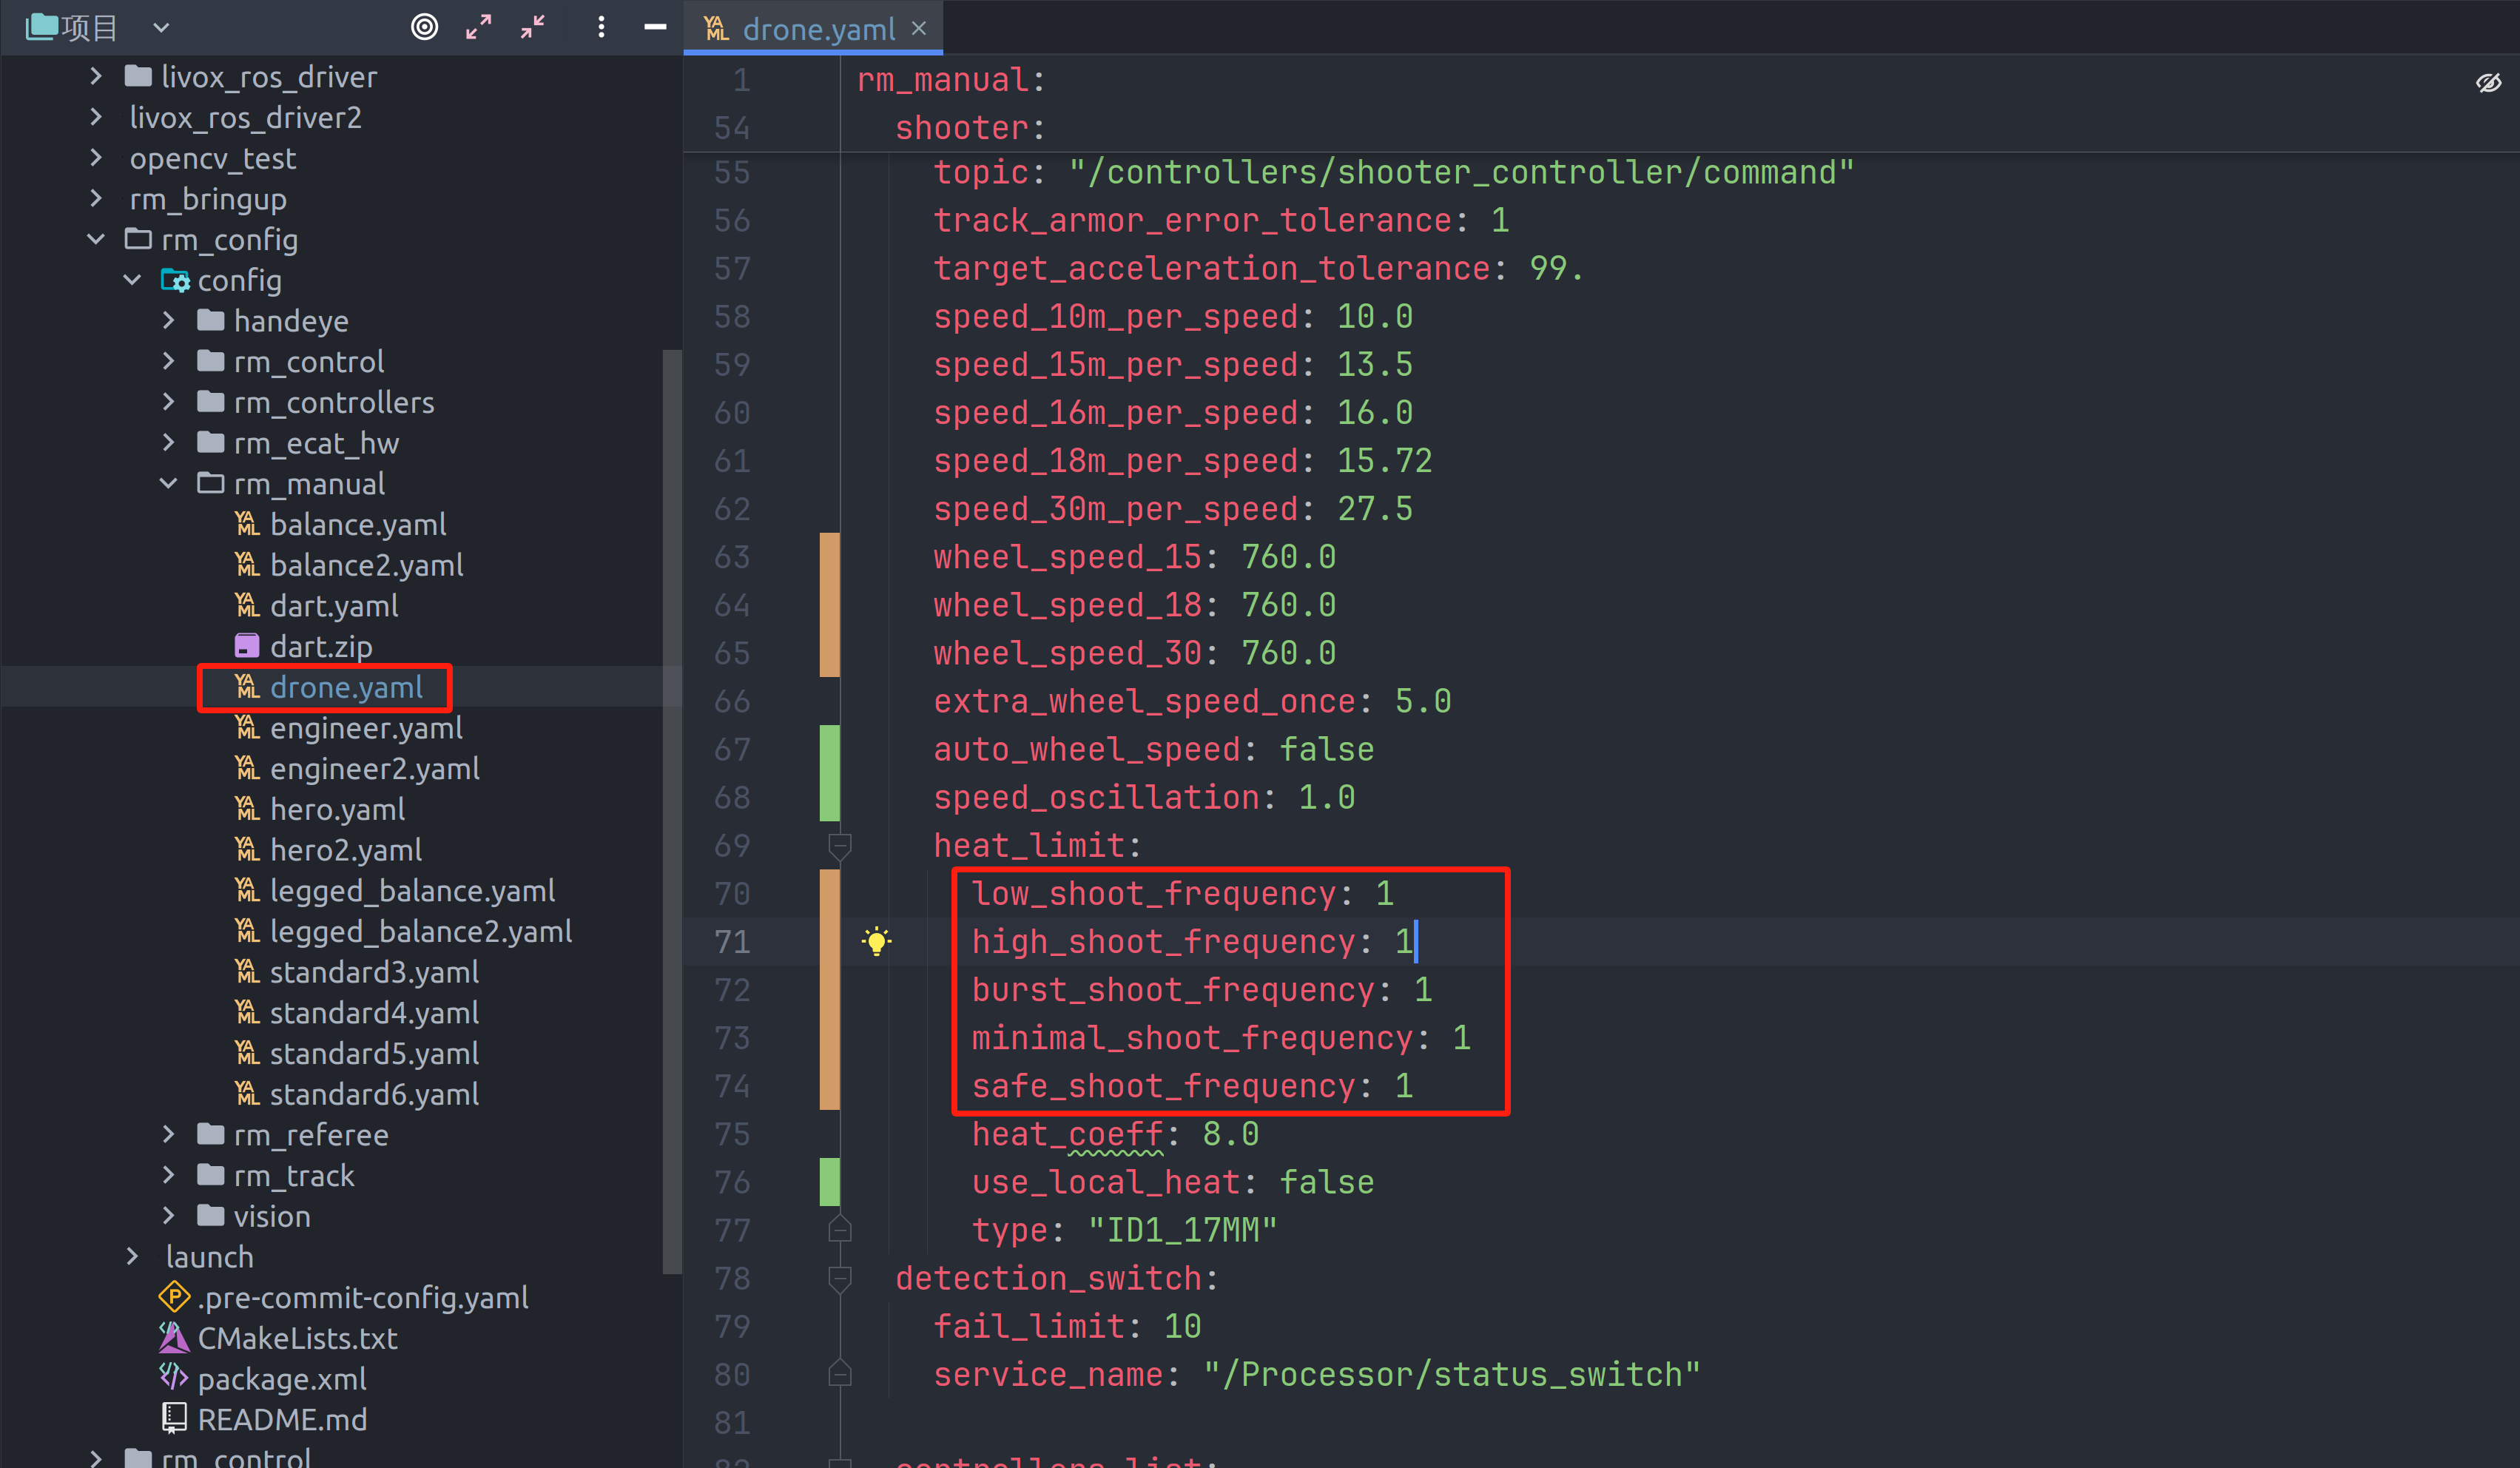 项目
livox_ros_driver
livox_ros_driver2
opencv_test
rm_bringup
rm_config
config
handeye
rm_control
rm_controllers
rm_ecat_hw
rm_manual
balance.yaml
balance2.yaml
dart.yaml
dart.zip
drone.yaml
engineer.yaml
engineer2.yaml
hero.yaml
hero2.yaml
legged_balance.yaml
legged_balance2.yaml
standard3.yaml
standard4.yaml
standard5.yaml
standard6.yaml
rm_referee
rm_track
vision
launch
.pre-commit-config.yaml
CMakeLists.txt
package.xml
README.md
rm_control
drone.yaml
1 rm_manual:
54 shooter:
55 topic: "/controllers/shooter_controller/command"
56 track_armor_error_tolerance: 1
57 target_acceleration_tolerance: 99.
58 speed_10m_per_speed: 10.0
59 speed_15m_per_speed: 13.5
60 speed_16m_per_speed: 16.0
61 speed_18m_per_speed: 15.72
62 speed_30m_per_speed: 27.5
63 wheel_speed_15: 760.0
64 wheel_speed_18: 760.0
65 wheel_speed_30: 760.0
66 extra_wheel_speed_once: 5.0
67 auto_wheel_speed: false
68 speed_oscillation: 1.0
69 heat_limit:
70 low_shoot_frequency: 1
71 high_shoot_frequency: 1
72 burst_shoot_frequency: 1
73 minimal_shoot_frequency: 1
74 safe_shoot_frequency: 1
75 heat_coeff: 8.0
76 use_local_heat: false
77 type: "ID1_17MM"
78 detection_switch:
79 fail_limit: 10
80 service_name: "/Processor/status_switch"
81
82 controllers_list: